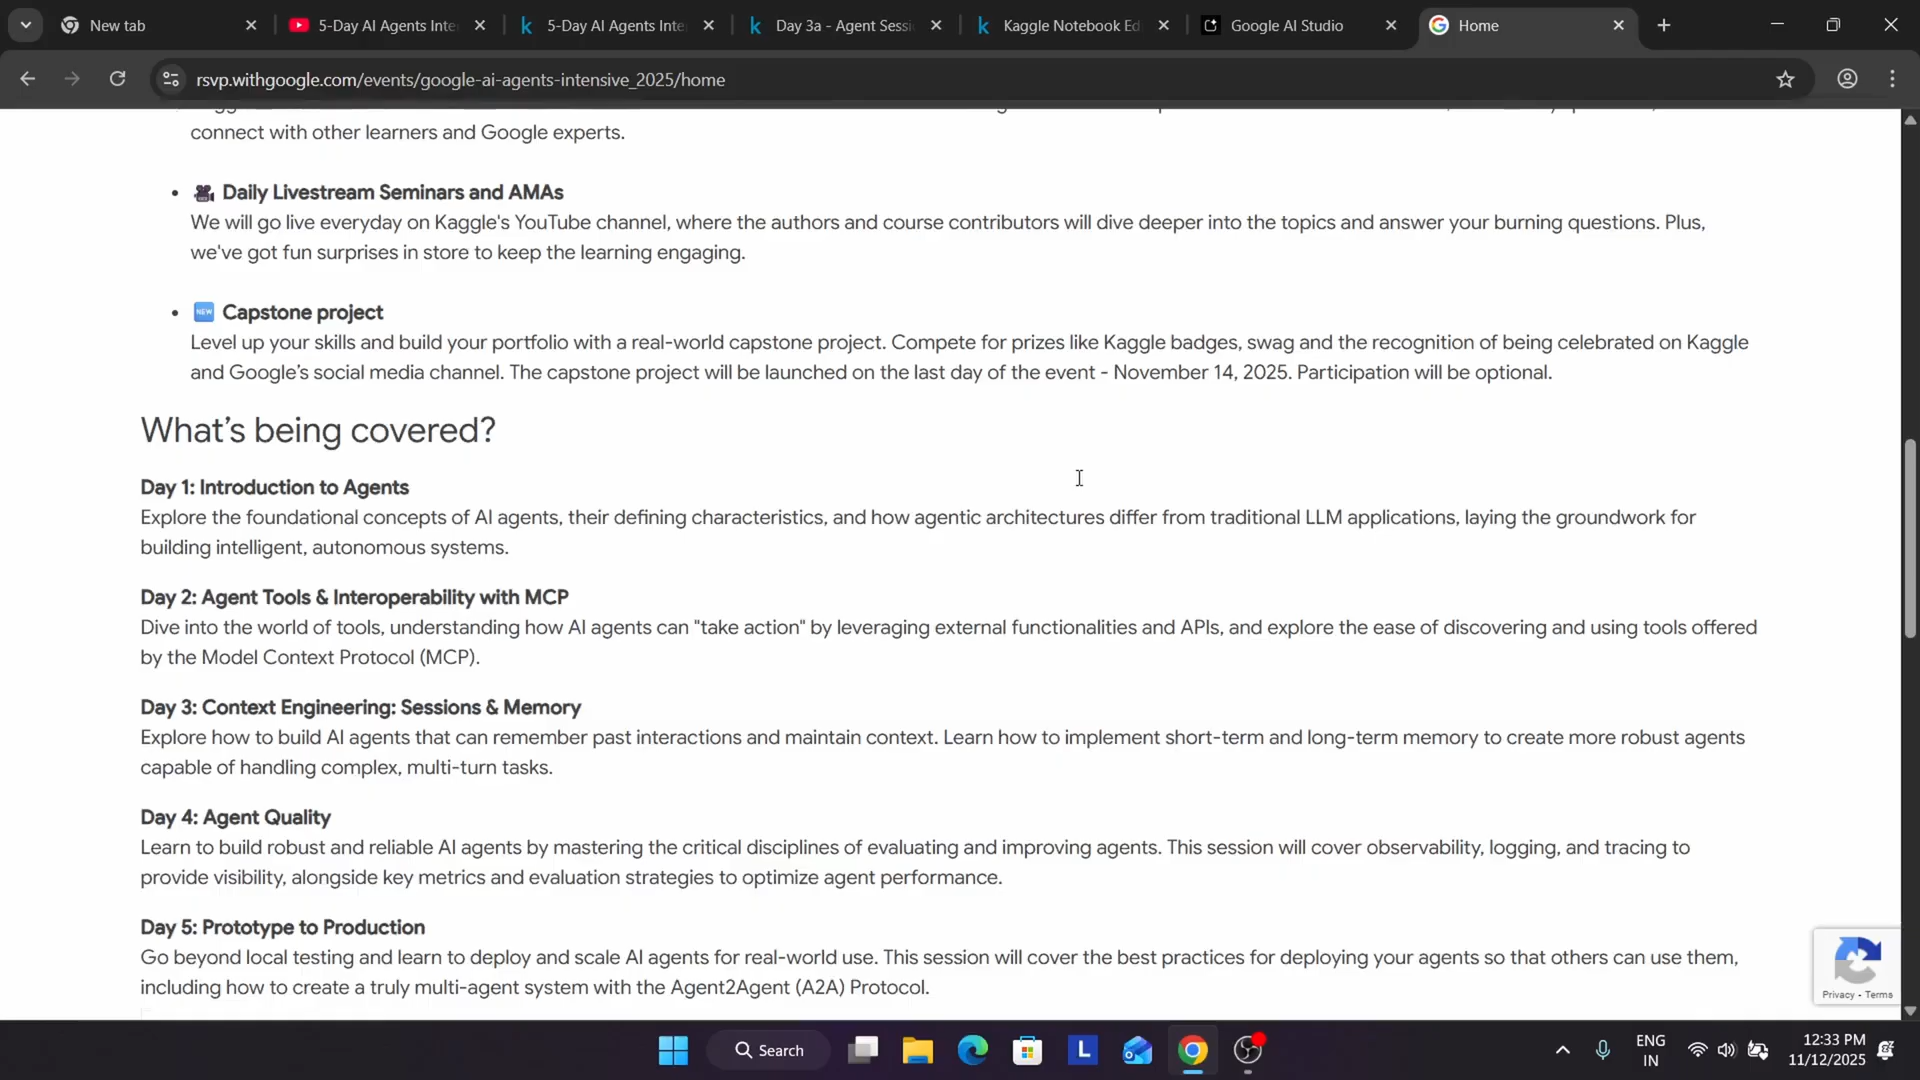 New tab
5-Day AI Agents Inte
5-Day AI Agents Inte
Day 3a - Agent Sessi
Kaggle Notebook Ed
Google AI Studio
Home
rsvp.withgoogle.com/events/google-ai-agents-intensive_2025/home
connect with other learners and Google experts.
• Daily Livestream Seminars and AMAs
We will go live everyday on Kaggle's YouTube channel, where the authors and course contributors will dive deeper into the topics and answer your burning questions. Plus,
we've got fun surprises in store to keep the learning engaging.
• NEW Capstone project
Level up your skills and build your portfolio with a real-world capstone project. Compete for prizes like Kaggle badges, swag and the recognition of being celebrated on Kaggle
and Google’s social media channel. The capstone project will be launched on the last day of the event - November 14, 2025. Participation will be optional.
What’s being covered?
Day 1: Introduction to Agents
Explore the foundational concepts of AI agents, their defining characteristics, and how agentic architectures differ from traditional LLM applications, laying the groundwork for
building intelligent, autonomous systems.
Day 2: Agent Tools & Interoperability with MCP
Dive into the world of tools, understanding how AI agents can "take action" by leveraging external functionalities and APIs, and explore the ease of discovering and using tools offered
by the Model Context Protocol (MCP).
Day 3: Context Engineering: Sessions & Memory
Explore how to build AI agents that can remember past interactions and maintain context. Learn how to implement short-term and long-term memory to create more robust agents
capable of handling complex, multi-turn tasks.
Day 4: Agent Quality
Learn to build robust and reliable AI agents by mastering the critical disciplines of evaluating and improving agents. This session will cover observability, logging, and tracing to
provide visibility, alongside key metrics and evaluation strategies to optimize agent performance.
Day 5: Prototype to Production
Go beyond local testing and learn to deploy and scale AI agents for real-world use. This session will cover the best practices for deploying your agents so that others can use them,
including how to create a truly multi-agent system with the Agent2Agent (A2A) Protocol.
Privacy - Terms
Search
L
ENG
IN
12:33 PM
11/12/2025